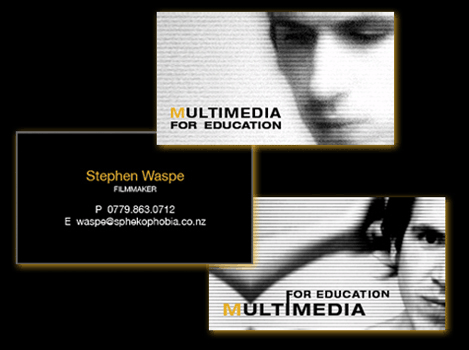 MULTIMEDIA
FOR EDUCATION
Stephen Waspe
FILMMAKER
P 0779.863.0712
E waspe@sphekophobia.co.nz
FOR EDUCATION
MULTIMEDIA